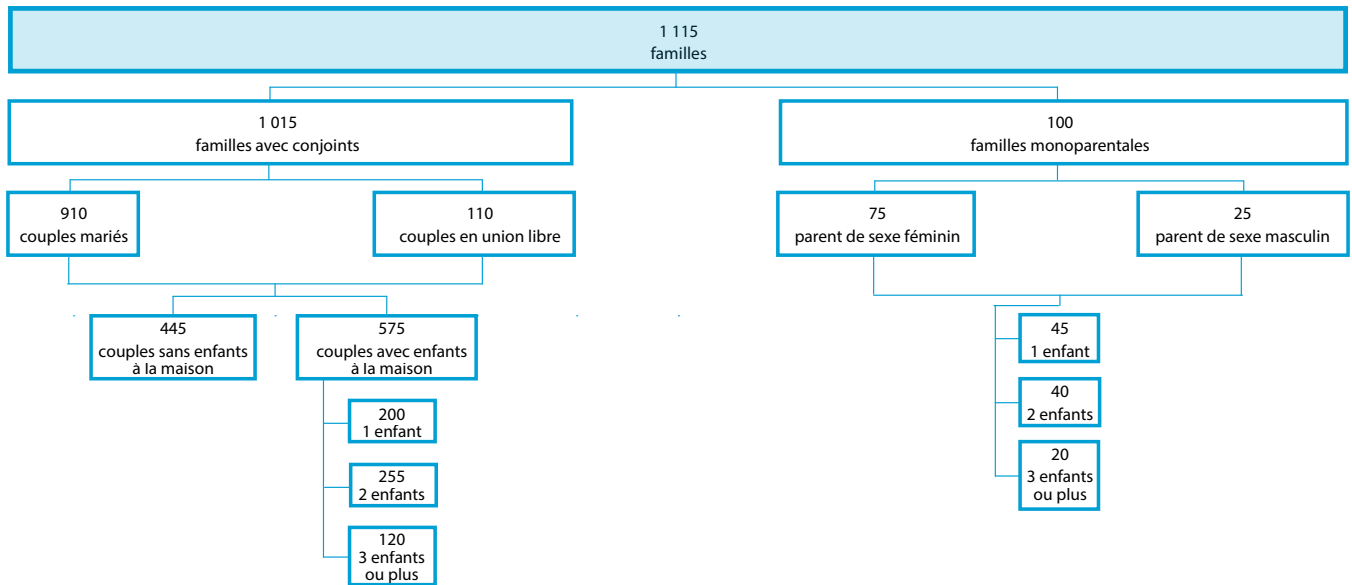 1 115
familles
1 015
familles avec conjoints
100
familles monoparentales
910
couples mariés
110
couples en union libre
75
parent de sexe féminin
25
parent de sexe masculin
445
couples sans enfants
à la maison
575
couples avec enfants
à la maison
200
1 enfant
255
2 enfants
120
3 enfants
ou plus
45
1 enfant
40
2 enfants
20
3 enfants
ou plus